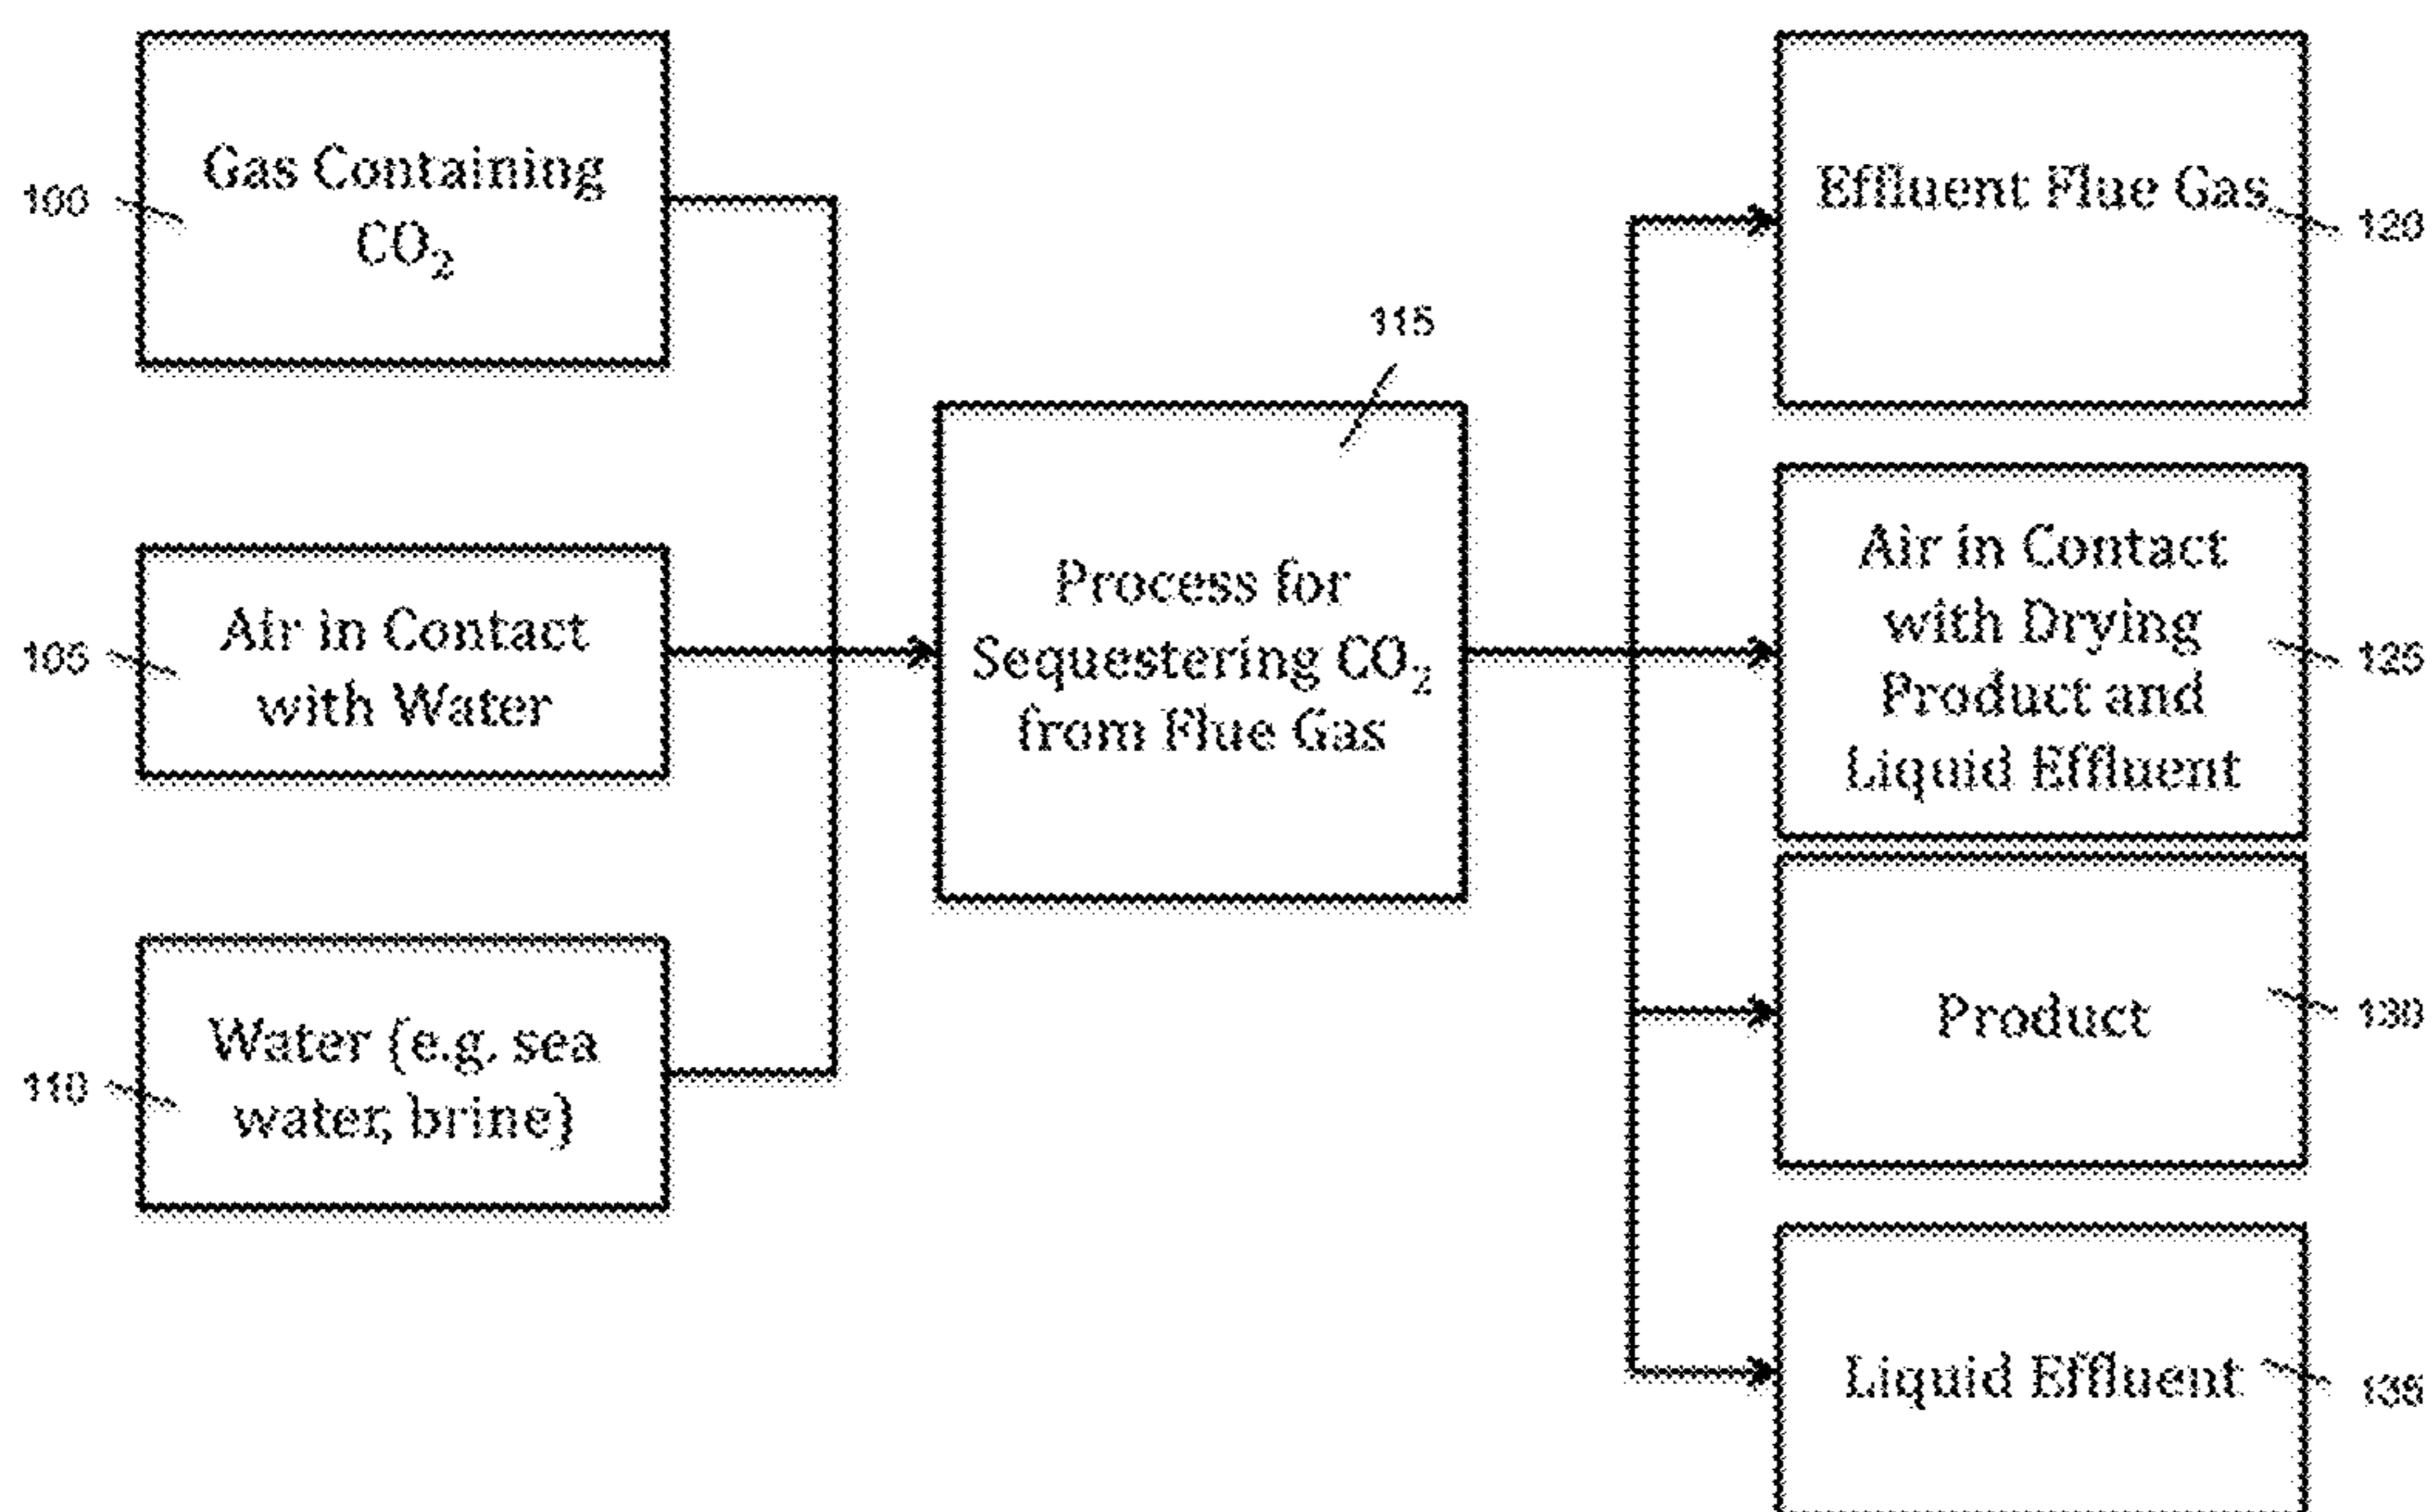 100
Gas Containing
CO₂
105
Air in Contact
with Water
110
Water (e.g. sea
water, brine)
115
Process for
Sequestering CO₂
from Flue Gas
Effluent Flue Gas
120
Air in Contact
with Drying
Product and
Liquid Effluent
125
Product
130
Liquid Effluent
135